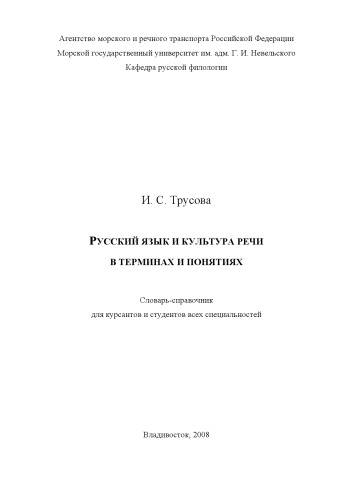 Агентство морского и речного транспорта Российской Федерации
Морской государственный университет им. адм. Г. И. Невельского
Кафедра русской филологии
И. С. Трусова
РУССКИЙ ЯЗЫК И КУЛЬТУРА РЕЧИ
В ТЕРМИНАХ И ПОНЯТИЯХ
Словарь-справочник
для курсантов и студентов всех специальностей
Владивосток, 2008